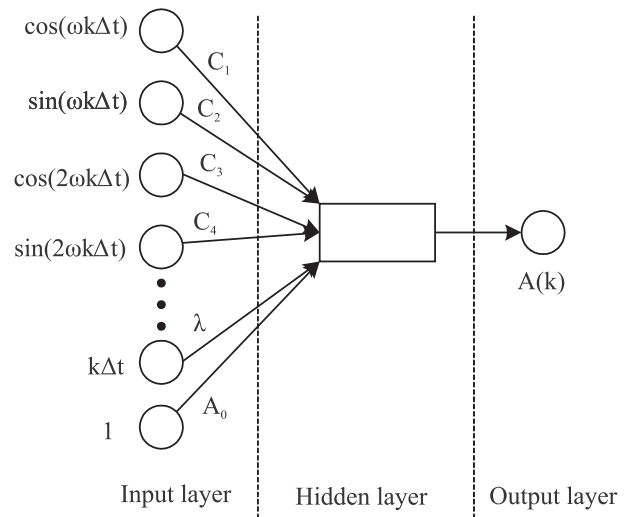 cos(ωkΔt)
C₁
sin(ωkΔt)
C₂
cos(2ωkΔt)
C₃
sin(2ωkΔt)
C₄
A(k)
λ
kΔt
A₀
1
Input layer
Hidden layer
Output layer